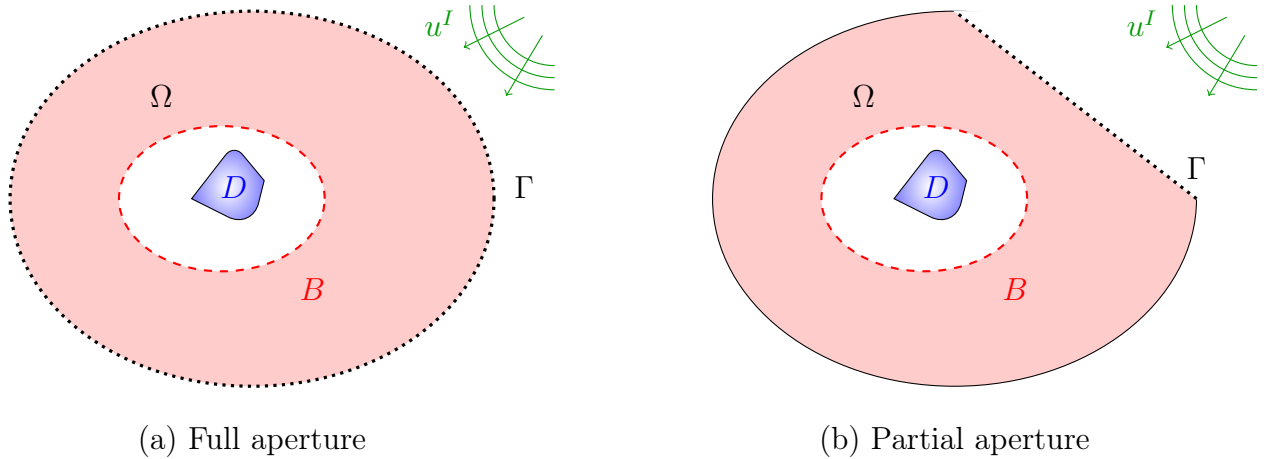 u^I
u^I
Ω
Ω
D
Γ
D
Γ
B
B
(a) Full aperture
(b) Partial aperture